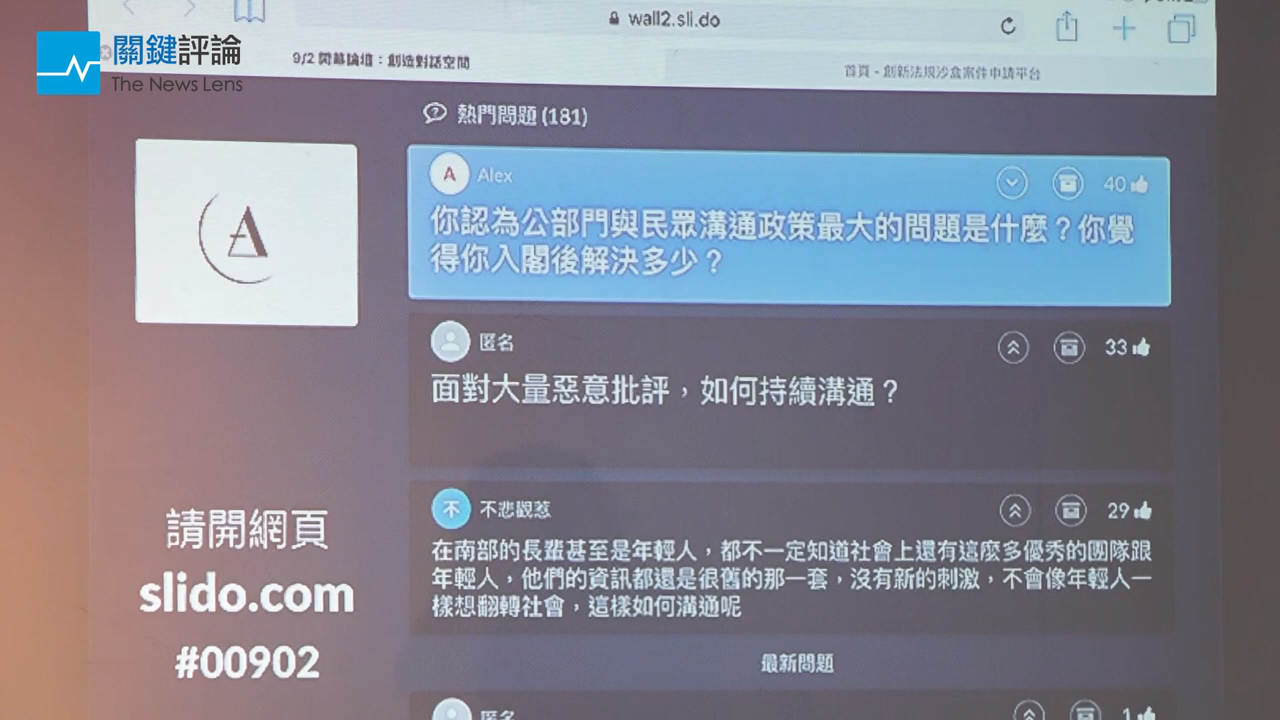 wall2.sli.do
關鍵評論
The News Lens
9/2 開幕論壇：創造對話空間
首頁 - 創新法規沙盒案件申請平台
熱門問題 (181)
A
Alex
40
你認為公部門與民眾溝通政策最大的問題是什麼？你覺
得你入閣後解決多少？
匿名
33
面對大量惡意批評，如何持續溝通？
不
不悲觀惹
29
在南部的長輩甚至是年輕人，都不一定知道社會上還有這麼多優秀的團隊跟
年輕人，他們的資訊都還是很舊的那一套，沒有新的刺激，不會像年輕人一
樣想翻轉社會，這樣如何溝通呢
請開網頁
slido.com
#00902
最新問題
匿名
1